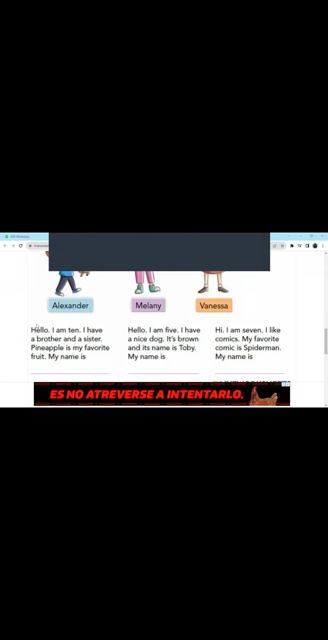 Alexander
Melany
Vanessa
Hello. I am ten. I have
a brother and a sister.
Pineapple is my favorite
fruit. My name is
Hello. I am five. I have
a nice dog. It's brown
and its name is Toby.
My name is
Hi. I am seven. I like
comics. My favorite
comic is Spiderman.
My name is
ES NO ATREVERSE A INTENTARLO.